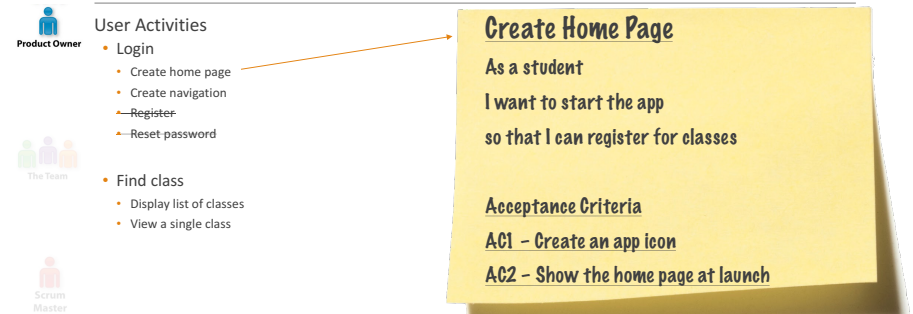 Product Owner
The Team
Scrum
Master
User Activities
• Login
• Create home page
• Create navigation
• Register
• Reset password
• Find class
• Display list of classes
• View a single class
Create Home Page
As a student
I want to start the app
so that I can register for classes
Acceptance Criteria
AC1 – Create an app icon
AC2 – Show the home page at launch